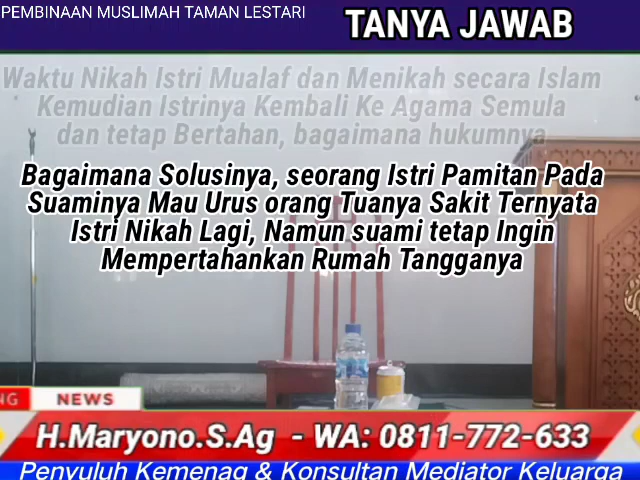 PEMBINAAN MUSLIMAH TAMAN LESTARI
TANYA JAWAB
Waktu Nikah Istri Mualaf dan Menikah secara Islam
Kemudian Istrinya Kembali Ke Agama Semula
dan tetap Bertahan, bagaimana hukumnya
Bagaimana Solusinya, seorang Istri Pamitan Pada
Suaminya Mau Urus orang Tuanya Sakit Ternyata
Istri Nikah Lagi, Namun suami tetap Ingin
Mempertahankan Rumah Tangganya
NG NEWS
H.Maryono.S.Ag - WA: 0811-772-633
Penyuluh Kemenag & Konsultan Mediator Keluarga